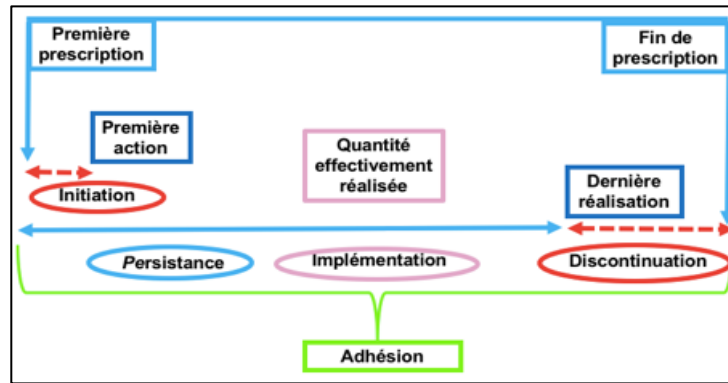 Première
prescription
Fin de
prescription
Première
action
Quantité
effectivement
réalisée
Dernière
réalisation
Initiation
Persistance
Implémentation
Discontinuation
Adhésion